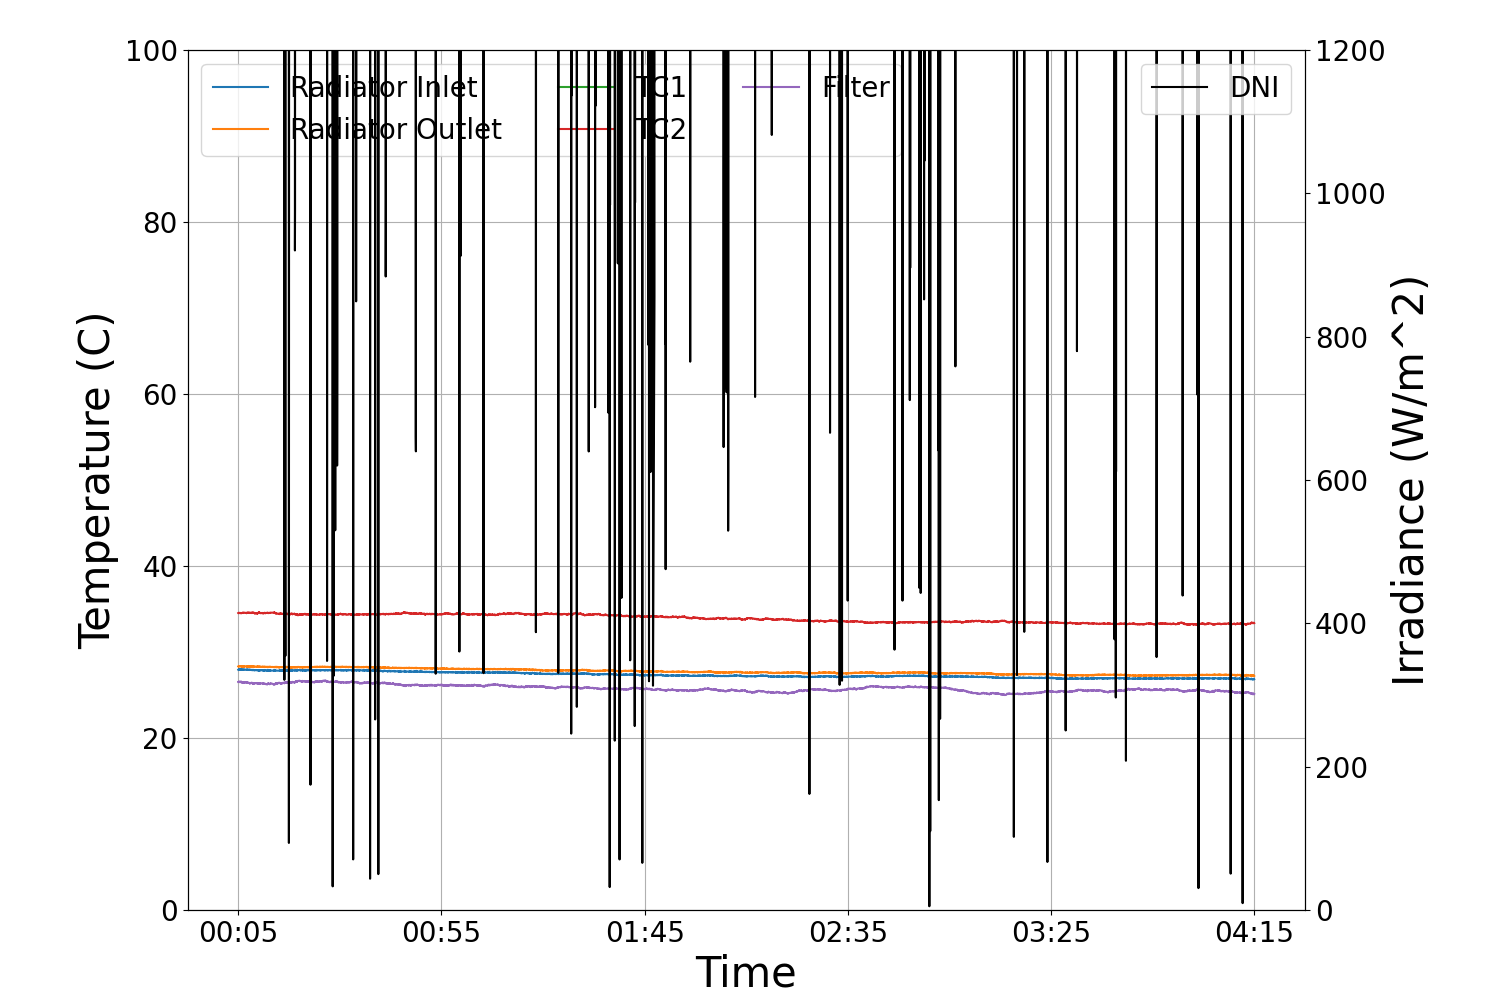 100
80
60
40
20
0
Temperature (C)
Radiator Inlet
Radiator Outlet
TC1
TC2
Filter
DNI
1200
1000
800
600
400
200
0
Irradiance (W/m^2)
00:05 00:55 01:45 02:35 03:25 04:15
Time